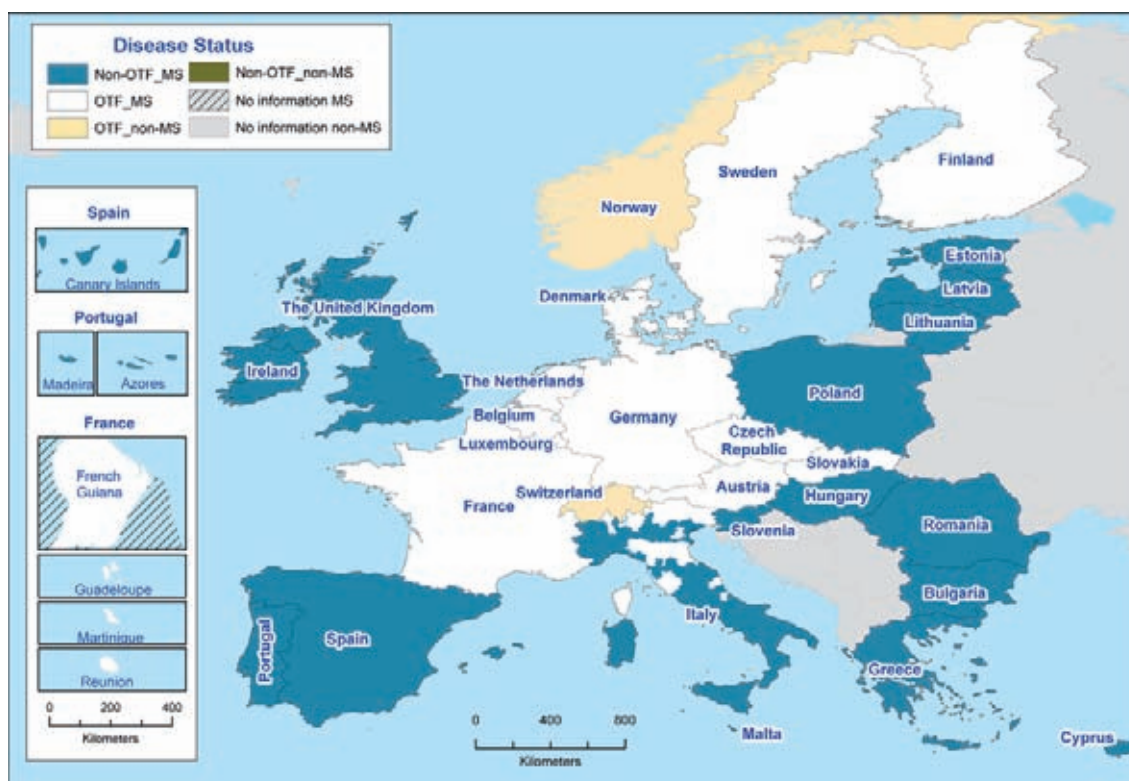 Disease Status
Non-OTF_MS
Non-OTF_non-MS
OTF_MS
No information MS
OTF_non-MS
No information non-MS
Spain
Canary Islands
Portugal
Madeira
Azores
France
French
Guiana
Guadeloupe
Martinique
Reunion
0 200 400
Kilometers
Finland
Sweden
Norway
Estonia
Latvia
Lithuania
Denmark
The United Kingdom
Ireland
The Netherlands
Belgium
Luxembourg
Germany
Poland
Czech
Republic
Slovakia
Austria
Hungary
Switzerland
France
Slovenia
Romania
Bulgaria
Italy
Spain
Portugal
Greece
Malta
Cyprus
0 400 800
Kilometers